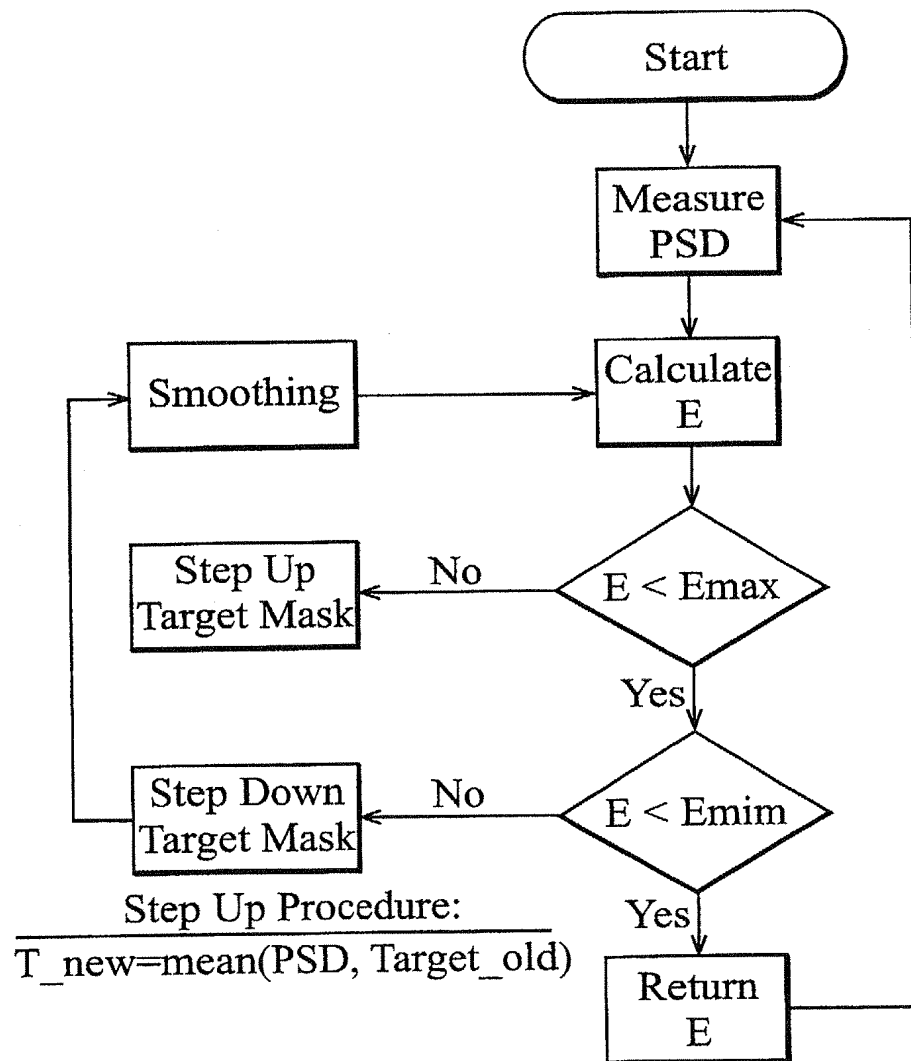 Start
Measure
PSD
Smoothing
Calculate
E
Step Up
Target Mask
No
E < Emax
Yes
Step Down
Target Mask
No
E < Emim
Step Up Procedure:
T_new=mean(PSD, Target_old)
Yes
Return
E